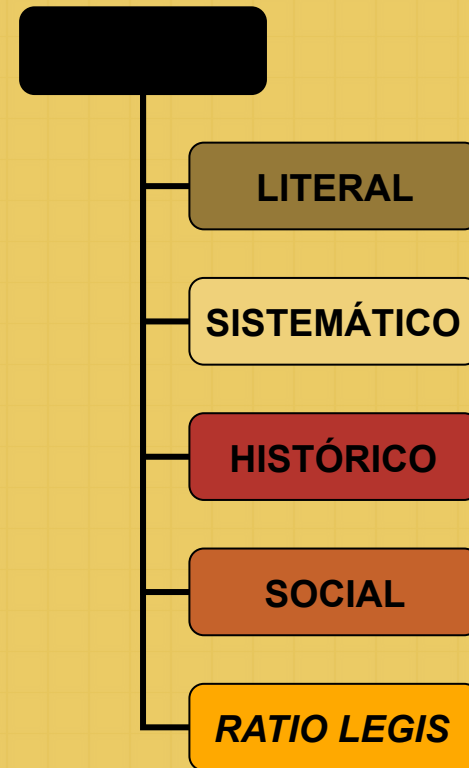 LITERAL
SISTEMÁTICO
HISTÓRICO
SOCIAL
RATIO LEGIS